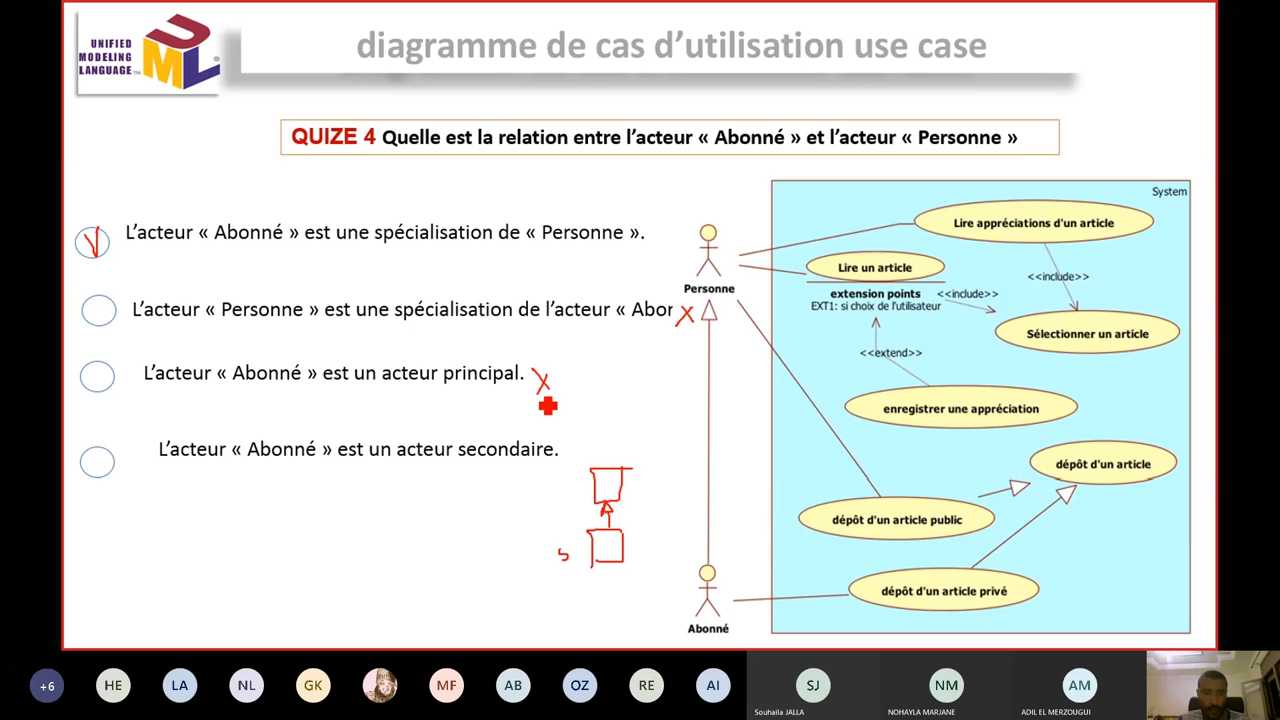 UNIFIED
MODELING
LANGUAGE™
UML
diagramme de cas d’utilisation use case
QUIZE 4 Quelle est la relation entre l’acteur « Abonné » et l’acteur « Personne »
L’acteur « Abonné » est une spécialisation de « Personne ».
L’acteur « Personne » est une spécialisation de l’acteur « Abor
X
L’acteur « Abonné » est un acteur principal.
X
L’acteur « Abonné » est un acteur secondaire.
s
System
Lire appréciations d'un article
Personne
Lire un article
<<include>>
extension points
<<include>>
EXT1: si choix de l'utilisateur
Sélectionner un article
<<extend>>
enregistrer une appréciation
dépôt d'un article
dépôt d'un article public
dépôt d'un article privé
Abonné
+6
HE
LA
NL
GK
MF
AB
OZ
RE
AI
SJ
Souhaila JALLA
NM
NOHAYLA MARJANE
AM
ADIL EL MERZOUGUI